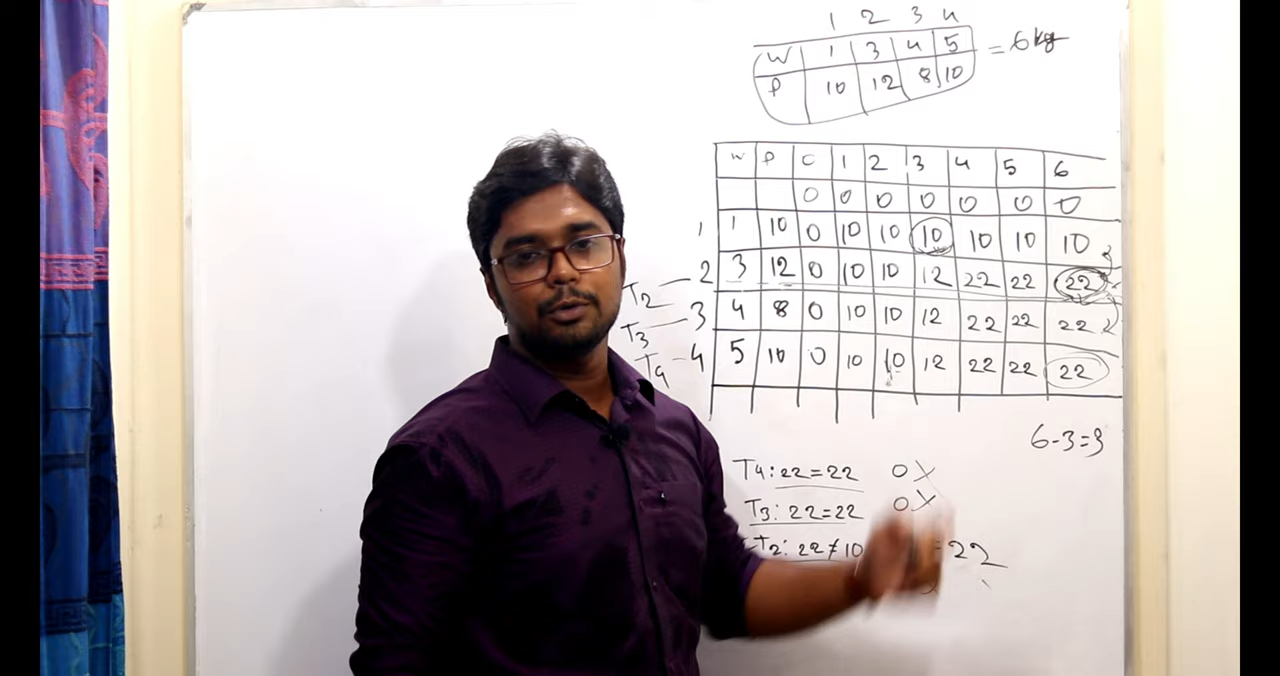 1 2 3 4
W 1 3 4 5 = 6kg
P 10 12 8 10
W P 0 1 2 3 4 5 6
0 0 0 0 0 0 0
1 1 10 0 10 10 10 10 10 10
T2 — 2 3 12 0 10 10 12 22 22 22
T3 — 3 4 8 0 10 10 12 22 22 22
T4 — 4 5 10 0 10 10 12 22 22 22
6-3=3
T4: 22=22 0 X
T3: 22=22 0 X
T2: 22≠10 = 22